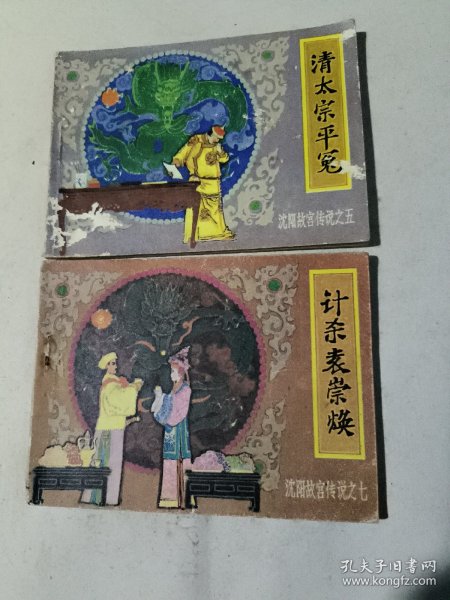 清太宗平冤
沈阳故宫传说之五
计杀袁崇焕
沈阳故宫传说之七
孔夫子旧书网
www.kongfz.com